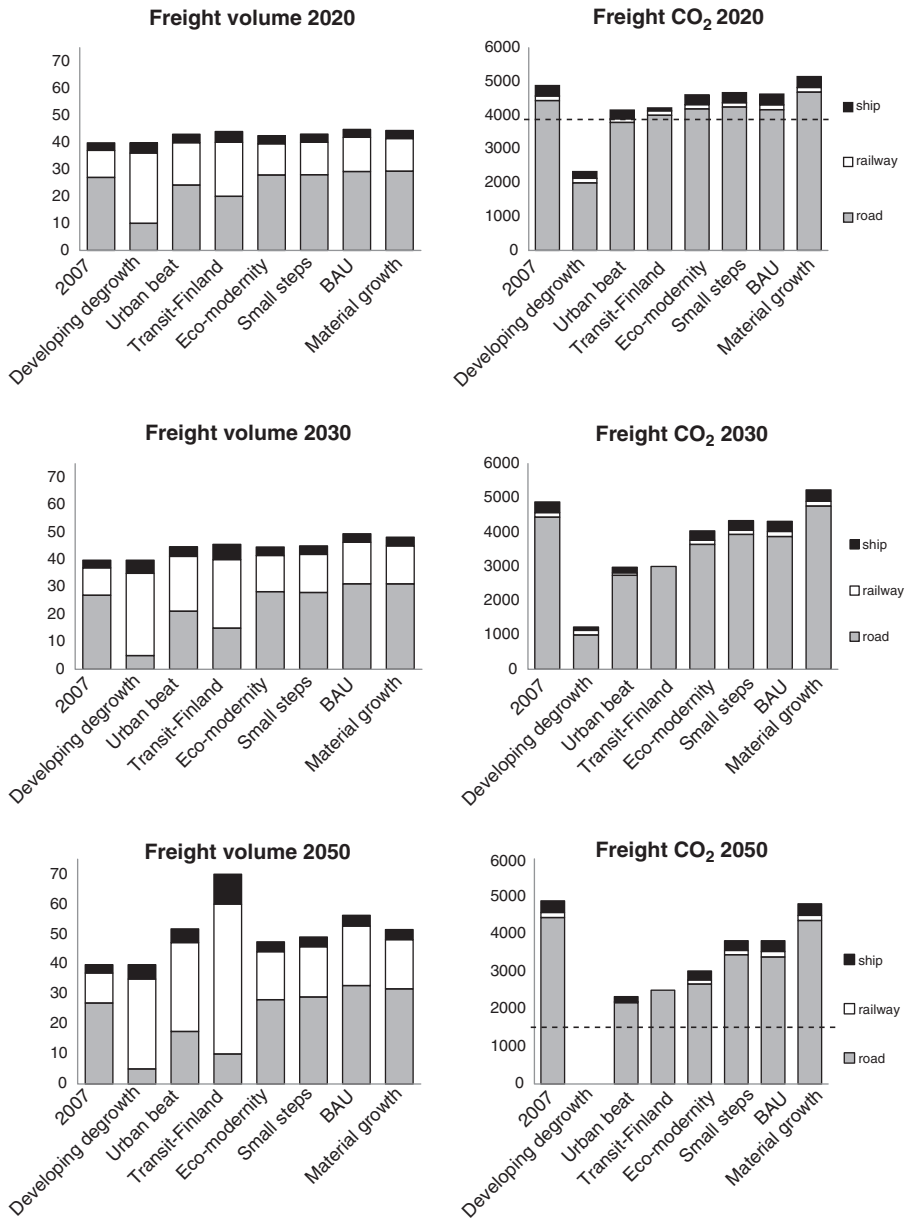 Freight volume 2020
70
60
50
40
30
20
10
0
2007
Developing degrowth
Urban beat
Transit-Finland
Eco-modernity
Small steps
BAU
Material growth
Freight CO₂ 2020
6000
5000
4000
3000
2000
1000
0
2007
Developing degrowth
Urban beat
Transit-Finland
Eco-modernity
Small steps
BAU
Material growth
ship
railway
road
Freight volume 2030
70
60
50
40
30
20
10
0
2007
Developing degrowth
Urban beat
Transit-Finland
Eco-modernity
Small steps
BAU
Material growth
Freight CO₂ 2030
6000
5000
4000
3000
2000
1000
0
2007
Developing degrowth
Urban beat
Transit-Finland
Eco-modernity
Small steps
BAU
Material growth
ship
railway
road
Freight volume 2050
70
60
50
40
30
20
10
0
2007
Developing degrowth
Urban beat
Transit-Finland
Eco-modernity
Small steps
BAU
Material growth
Freight CO₂ 2050
6000
5000
4000
3000
2000
1000
0
2007
Developing degrowth
Urban beat
Transit-Finland
Eco-modernity
Small steps
BAU
Material growth
ship
railway
road